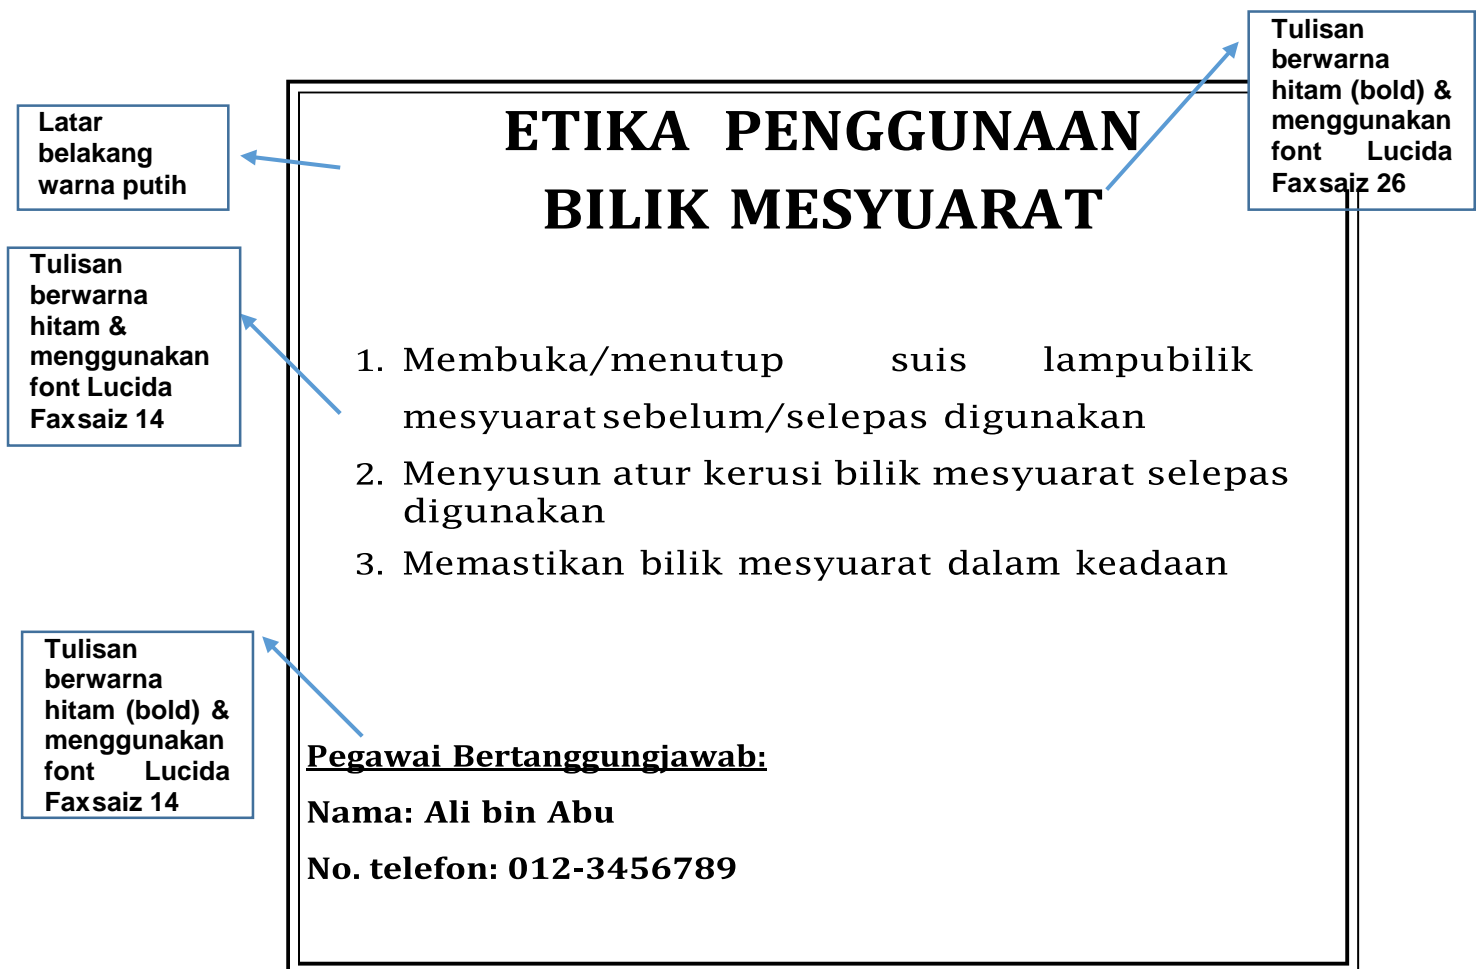 Tulisan
berwarna
hitam (bold) &
menggunakan
font Lucida
Faxsaiz 26
Latar
belakang
warna putih
ETIKA PENGGUNAAN
BILIK MESYUARAT
Tulisan
berwarna
hitam &
menggunakan
font Lucida
Faxsaiz 14
1. Membuka/menutup suis lampubilik
mesyuaratsebelum/selepas digunakan
2. Menyusun atur kerusi bilik mesyuarat selepas
digunakan
3. Memastikan bilik mesyuarat dalam keadaan
Tulisan
berwarna
hitam (bold) &
menggunakan
font Lucida
Faxsaiz 14
Pegawai Bertanggungjawab:
Nama: Ali bin Abu
No. telefon: 012-3456789